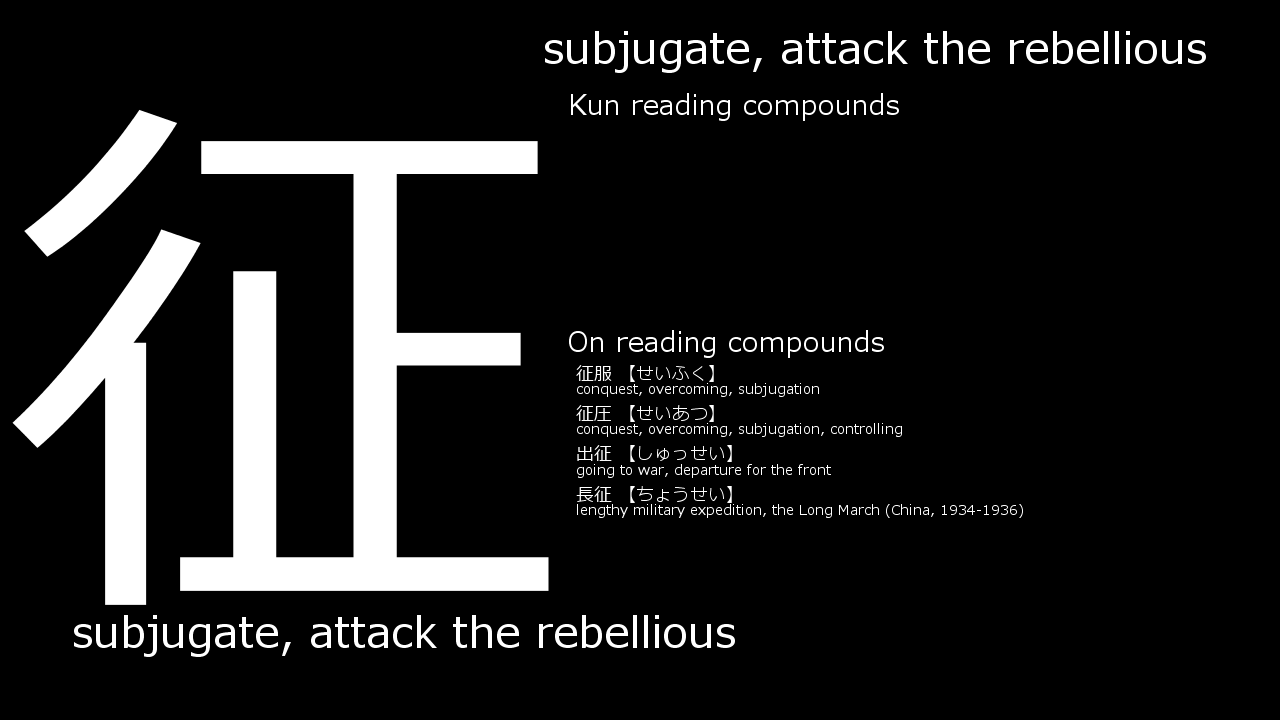 subjugate, attack the rebellious
Kun reading compounds
征
On reading compounds
征服 【せいふく】
conquest, overcoming, subjugation
征圧 【せいあつ】
conquest, overcoming, subjugation, controlling
出征 【しゅっせい】
going to war, departure for the front
長征 【ちょうせい】
lengthy military expedition, the Long March (China, 1934-1936)
subjugate, attack the rebellious